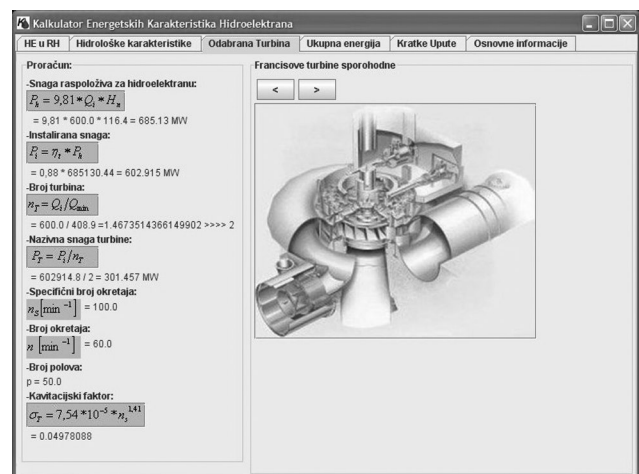 Kalkulator Energetskih Karakteristika Hidroelektrana
HE u RH Hidrološke karakteristike Odabrana Turbina Ukupna energija Kratke Upute Osnovne informacije
Proračun:
-Snaga raspoloživa za hidroelektranu:
P_h = 9,81*Q_i*H_n
= 9,81 * 600.0 * 116.4 = 685.13 MW
-Instalirana snaga:
P_i = η_t * P_h
= 0,88 * 685130.44 = 602.915 MW
-Broj turbina:
n_T = Q_i/Q_min
= 600.0 / 408.9 =1.4673514366149902 >>>> 2
-Nazivna snaga turbine:
P_T = P_i/n_T
= 602914.8 / 2 = 301.457 MW
-Specifični broj okretaja:
n_S[min⁻¹] = 100.0
-Broj okretaja:
n [min⁻¹] = 60.0
-Broj polova:
p = 50.0
-Kavitacijski faktor:
σ_T = 7,54*10⁻⁵*n_s^1,41
= 0.04978088
Francisove turbine sporohodne
< >